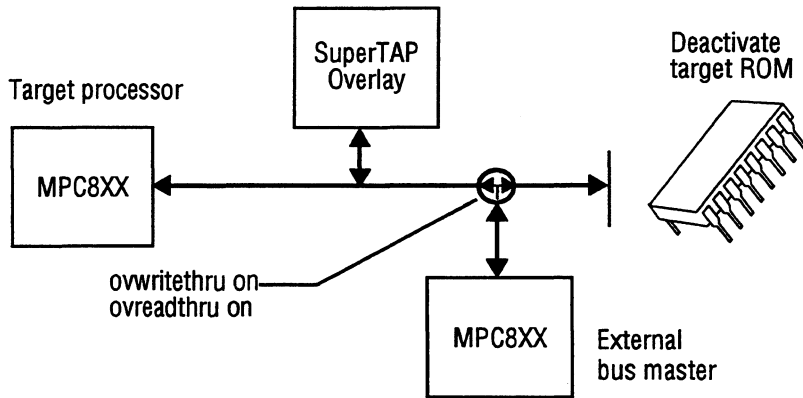 SuperTAP
Overlay
Deactivate
target ROM
Target processor
MPC8XX
ovwritethru on
ovreadthru on
MPC8XX
External
bus master